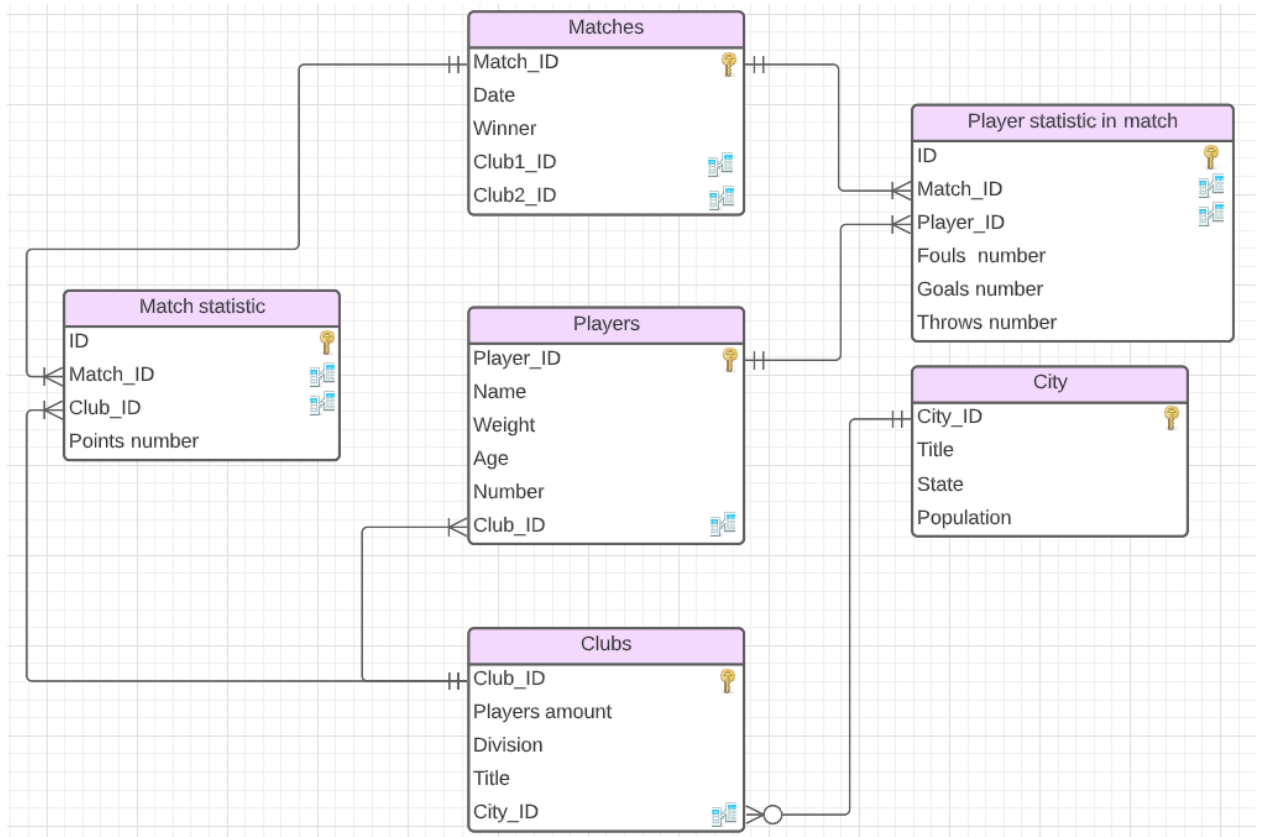 Matches
Match_ID
Date
Winner
Club1_ID
Club2_ID
Player statistic in match
ID
Match_ID
Player_ID
Fouls  number
Goals number
Throws number
Match statistic
ID
Match_ID
Club_ID
Points number
Players
Player_ID
Name
Weight
Age
Number
Club_ID
City
City_ID
Title
State
Population
Clubs
Club_ID
Players amount
Division
Title
City_ID